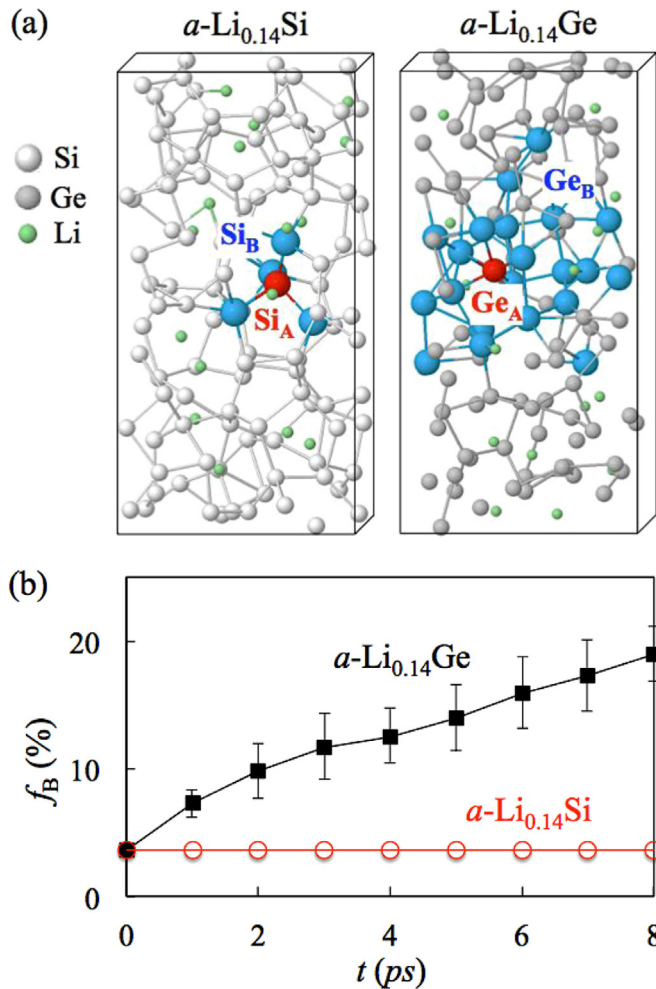 (a)
a-Li0.14Si
a-Li0.14Ge
Si
Ge
Li
SiB
SiA
GeB
GeA
(b)
20
10
0
fB (%)
a-Li0.14Ge
a-Li0.14Si
0 2 4 6 8
t (ps)